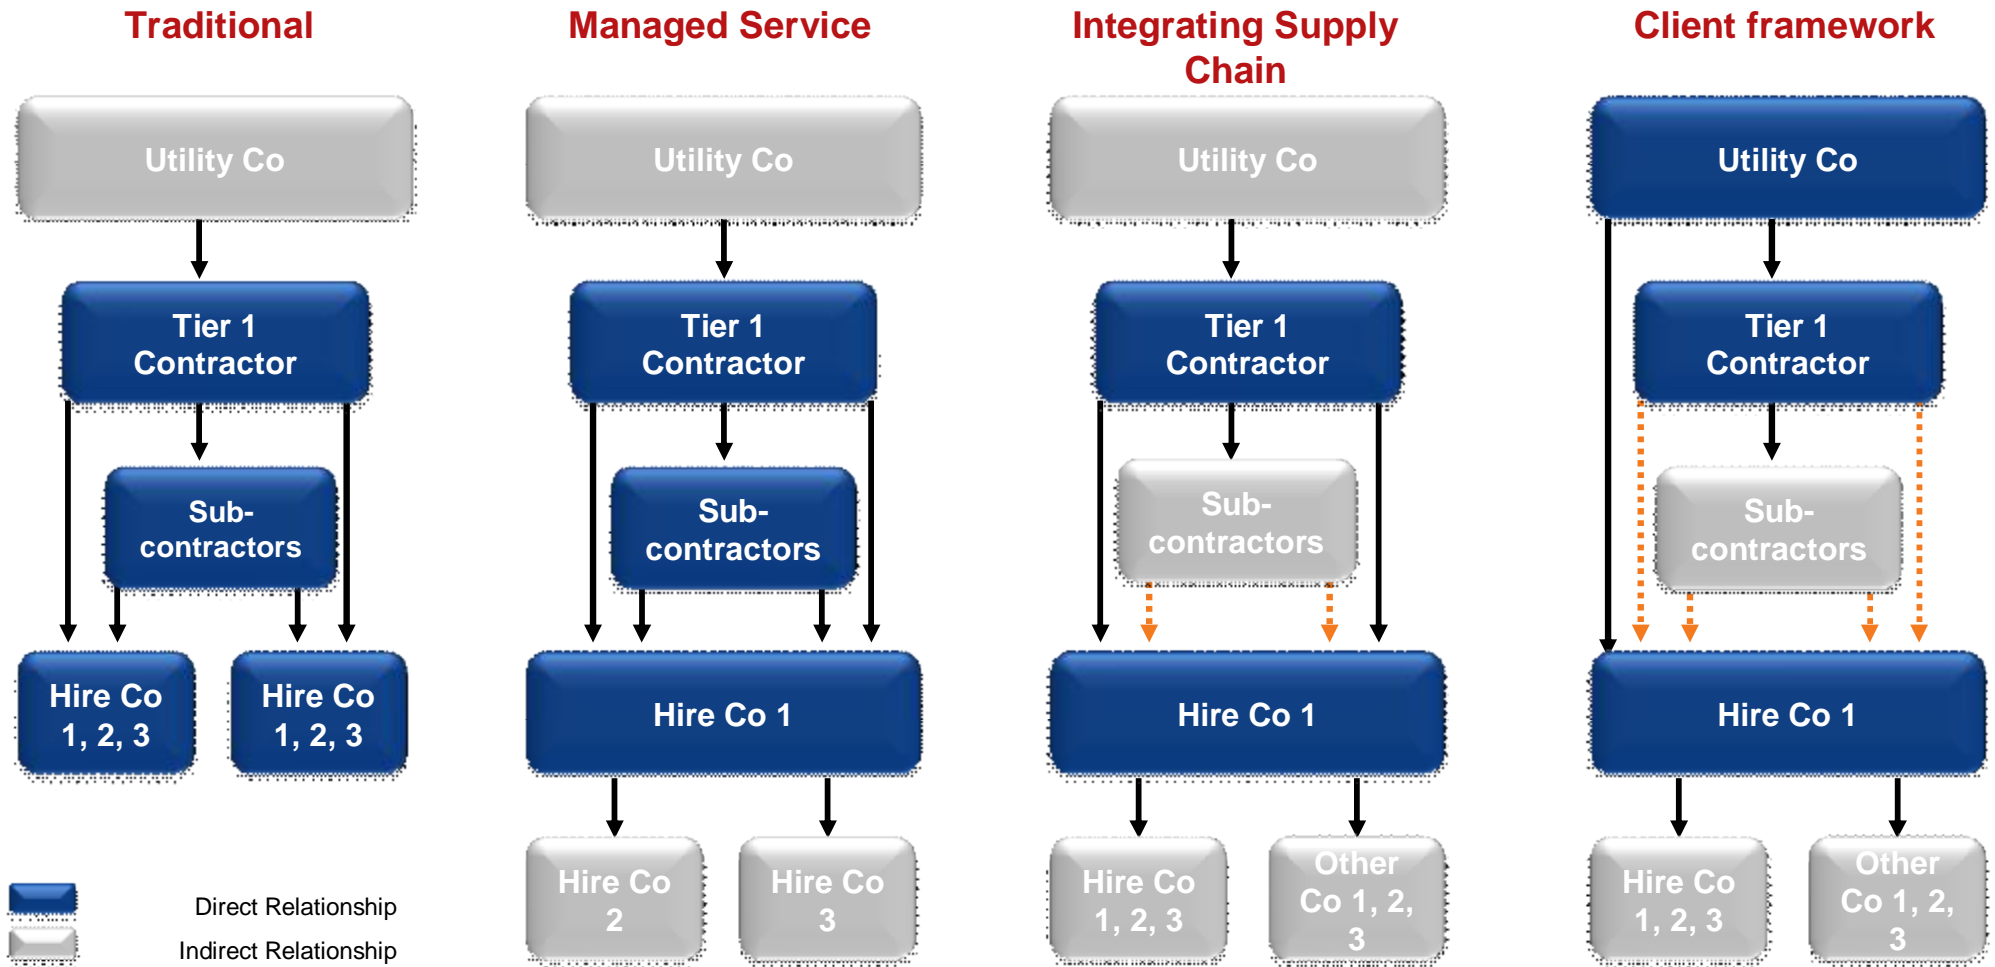 Traditional
Utility Co
Tier 1
Contractor
Sub-
contractors
Hire Co
1, 2, 3
Hire Co
1, 2, 3
Direct Relationship
Indirect Relationship
Managed Service
Utility Co
Tier 1
Contractor
Sub-
contractors
Hire Co 1
Hire Co
2
Hire Co
3
Integrating Supply
Chain
Utility Co
Tier 1
Contractor
Sub-
contractors
Hire Co 1
Hire Co
1, 2, 3
Other
Co 1, 2,
3
Client framework
Utility Co
Tier 1
Contractor
Sub-
contractors
Hire Co 1
Hire Co
1, 2, 3
Other
Co 1, 2,
3